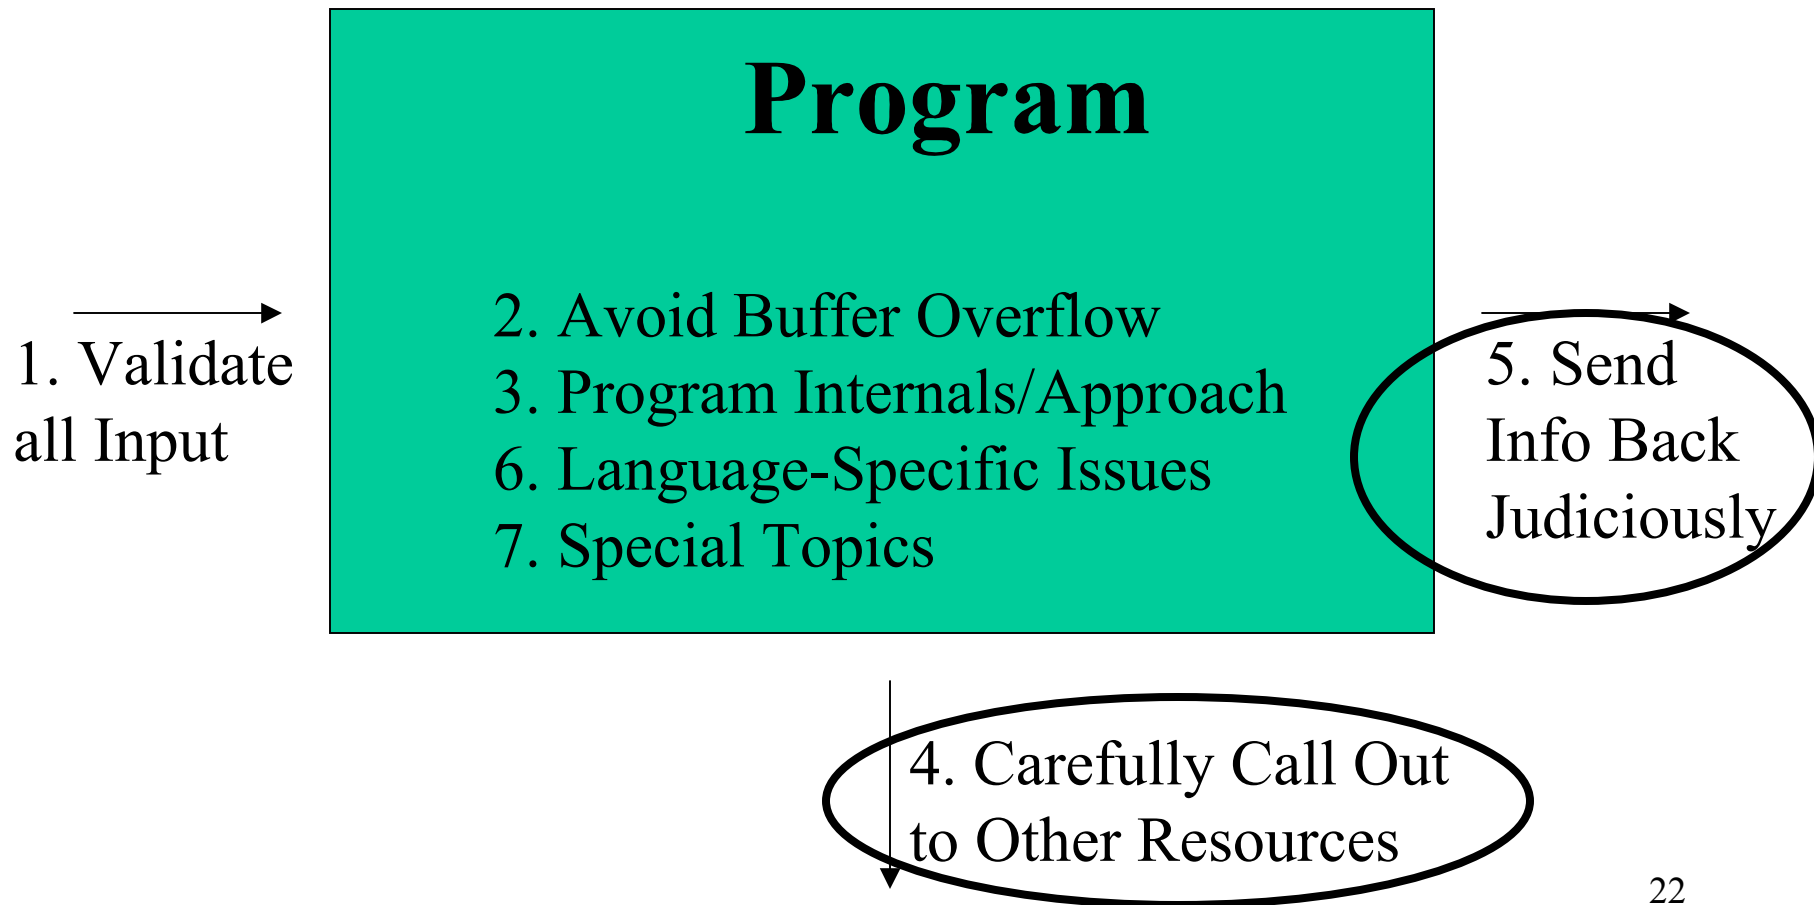 Program
1. Validate
all Input
2. Avoid Buffer Overflow
3. Program Internals/Approach
6. Language-Specific Issues
7. Special Topics
5. Send
Info Back
Judiciously
4. Carefully Call Out
to Other Resources
22